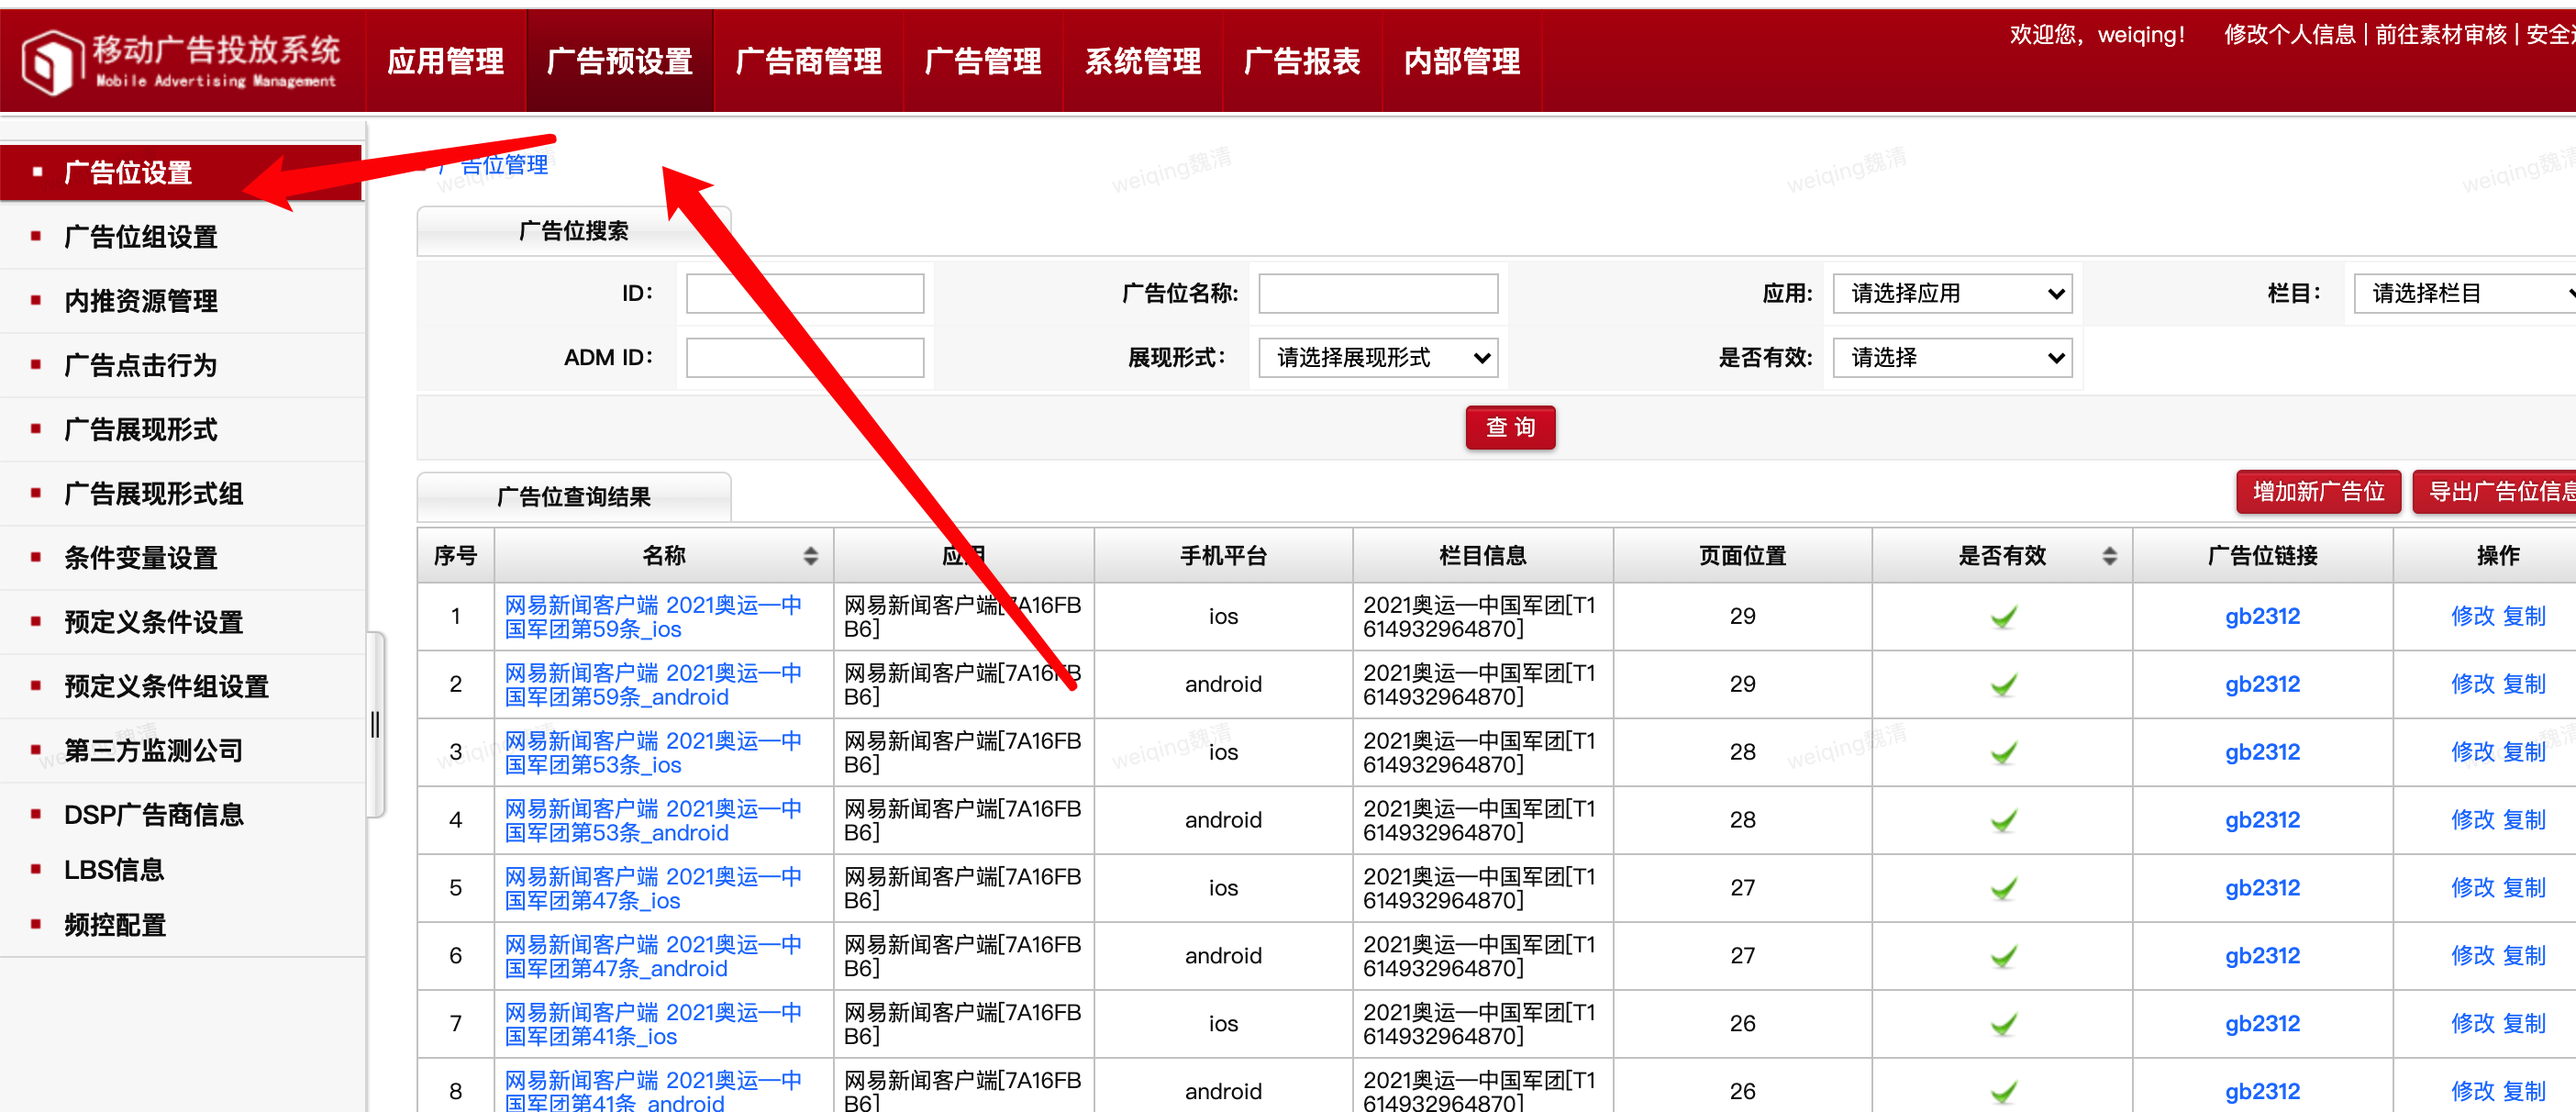 移动广告投放系统
Mobile Advertising Management
应用管理 广告预设置 广告商管理 广告管理 系统管理 广告报表 内部管理
欢迎您，weiqing！ 修改个人信息 | 前往素材审核 | 安全
广告位设置
广告位组设置
内推资源管理
广告点击行为
广告展现形式
广告展现形式组
条件变量设置
预定义条件设置
预定义条件组设置
第三方监测公司
DSP广告商信息
LBS信息
频控配置
广告位管理
广告位搜索
ID： 广告位名称: 应用: 请选择应用 栏目： 请选择栏目
ADM ID： 展现形式： 请选择展现形式 是否有效: 请选择
查 询
广告位查询结果 增加新广告位 导出广告位信息
序号 名称 应用 手机平台 栏目信息 页面位置 是否有效 广告位链接 操作
1 网易新闻客户端 2021奥运—中国军团第59条_ios 网易新闻客户端[7A16FBB6] ios 2021奥运—中国军团[T1614932964870] 29 gb2312 修改 复制
2 网易新闻客户端 2021奥运—中国军团第59条_android 网易新闻客户端[7A16FBB6] android 2021奥运—中国军团[T1614932964870] 29 gb2312 修改 复制
3 网易新闻客户端 2021奥运—中国军团第53条_ios 网易新闻客户端[7A16FBB6] ios 2021奥运—中国军团[T1614932964870] 28 gb2312 修改 复制
4 网易新闻客户端 2021奥运—中国军团第53条_android 网易新闻客户端[7A16FBB6] android 2021奥运—中国军团[T1614932964870] 28 gb2312 修改 复制
5 网易新闻客户端 2021奥运—中国军团第47条_ios 网易新闻客户端[7A16FBB6] ios 2021奥运—中国军团[T1614932964870] 27 gb2312 修改 复制
6 网易新闻客户端 2021奥运—中国军团第47条_android 网易新闻客户端[7A16FBB6] android 2021奥运—中国军团[T1614932964870] 27 gb2312 修改 复制
7 网易新闻客户端 2021奥运—中国军团第41条_ios 网易新闻客户端[7A16FBB6] ios 2021奥运—中国军团[T1614932964870] 26 gb2312 修改 复制
8 网易新闻客户端 2021奥运—中国军团第41条_android 网易新闻客户端[7A16FBB6] android 2021奥运—中国军团[T1614932964870] 26 gb2312 修改 复制
weiqing魏清